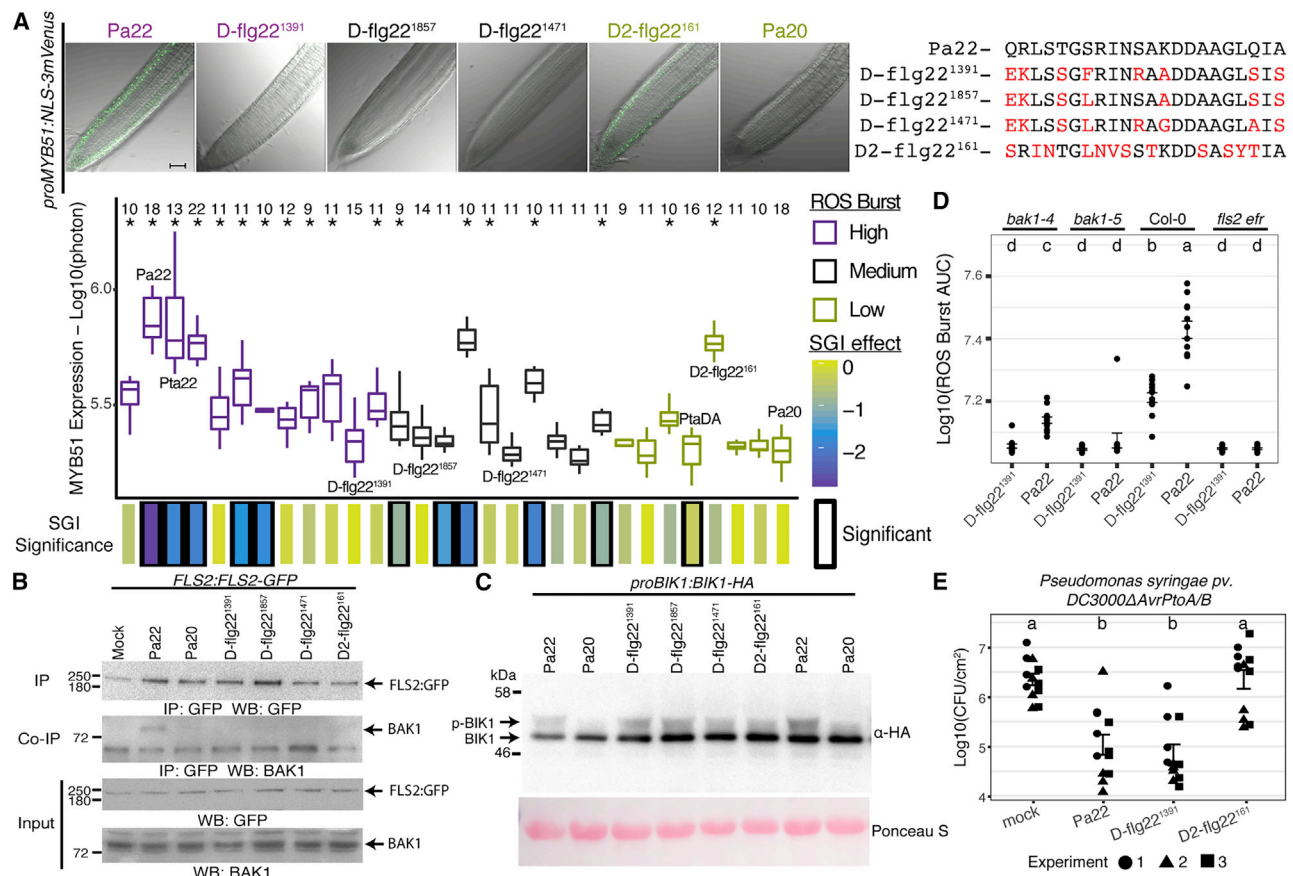 A
proMYB51:NLS-3mVenus
Pa22
D-flg22¹³⁹¹
D-flg22¹⁸⁵⁷
D-flg22¹⁴⁷¹
D2-flg22¹⁶¹
Pa20
Pa22- QRLSTGSRINSAKDDAAGLQIA
D-flg22¹³⁹¹- EKLSSGFRINRAADDAAGLSIS
D-flg22¹⁸⁵⁷- EKLSSGLRINSAADDAAGLSIS
D-flg22¹⁴⁷¹- EKLSSGLRINRAGDDAAGLAIS
D2-flg22¹⁶¹- SRINTGLNVSSTKDDSASYTIA
10 18 13 22 11 11 10 12 9 11 15 11 9 14 11 10 11 11 10 11 11 11 9 11 16 12 11 10 18
* * * * * * * * * * * * * * * * * * *
MYB51 Expression – Log10(photon)
6.0
5.5
Pa22
Pta22
D-flg22¹³⁹¹
D-flg22¹⁸⁵⁷
D-flg22¹⁴⁷¹
PtaDA
D2-flg22¹⁶¹
Pa20
ROS Burst
High
Medium
Low
SGI effect
0
−1
−2
SGI
Significance
Significant
B
FLS2:FLS2-GFP
Mock
Pa22
Pa20
D-flg22¹³⁹¹
D-flg22¹⁸⁵⁷
D-flg22¹⁴⁷¹
D2-flg22¹⁶¹
IP
250
180
FLS2:GFP
IP: GFP WB: GFP
Co-IP
72
BAK1
IP: GFP WB: BAK1
Input
250
180
FLS2:GFP
WB: GFP
72
BAK1
WB: BAK1
C
proBIK1:BIK1-HA
Pa22
Pa20
D-flg22¹³⁹¹
D-flg22¹⁸⁵⁷
D-flg22¹⁴⁷¹
D2-flg22¹⁶¹
Pa22
Pa20
kDa
58
p-BIK1
BIK1
46
α-HA
Ponceau S
D
bak1-4 bak1-5 Col-0 fls2 efr
d c d d b a d d
Log10(ROS Burst AUC)
7.6
7.4
7.2
D-flg22¹³⁹¹
Pa22
D-flg22¹³⁹¹
Pa22
D-flg22¹³⁹¹
Pa22
D-flg22¹³⁹¹
Pa22
E
Pseudomonas syringae pv.
DC3000ΔAvrPtoA/B
a b b a
Log10(CFU/cm²)
7
6
5
4
mock
Pa22
D-flg22¹³⁹¹
D2-flg22¹⁶¹
Experiment 1 2 3